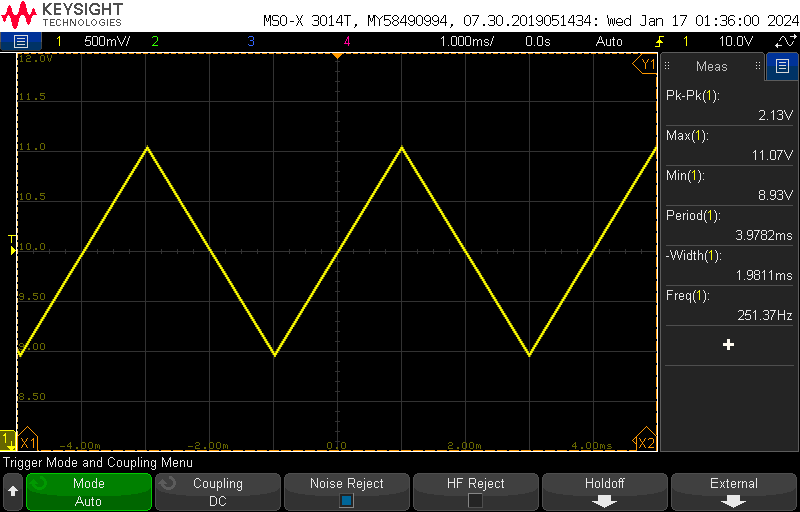 KEYSIGHT
TECHNOLOGIES
MSO-X 3014T, MY58490994, 07.30.2019051434: Wed Jan 17 01:36:00 2024
1 500mV/ 2 3 4 1.000ms/ 0.0s Auto 1 10.0V
12.0V
11.5
11.0
10.5
10.0
9.50
9.00
8.50
-4.00m -2.00m 0.0 2.00m 4.00ms
Y1
T
1
X1
X2
Meas
Pk-Pk(1):
2.13V
Max(1):
11.07V
Min(1):
8.93V
Period(1):
3.9782ms
-Width(1):
1.9811ms
Freq(1):
251.37Hz
Trigger Mode and Coupling Menu
Mode
Auto
Coupling
DC
Noise Reject
HF Reject
Holdoff
External